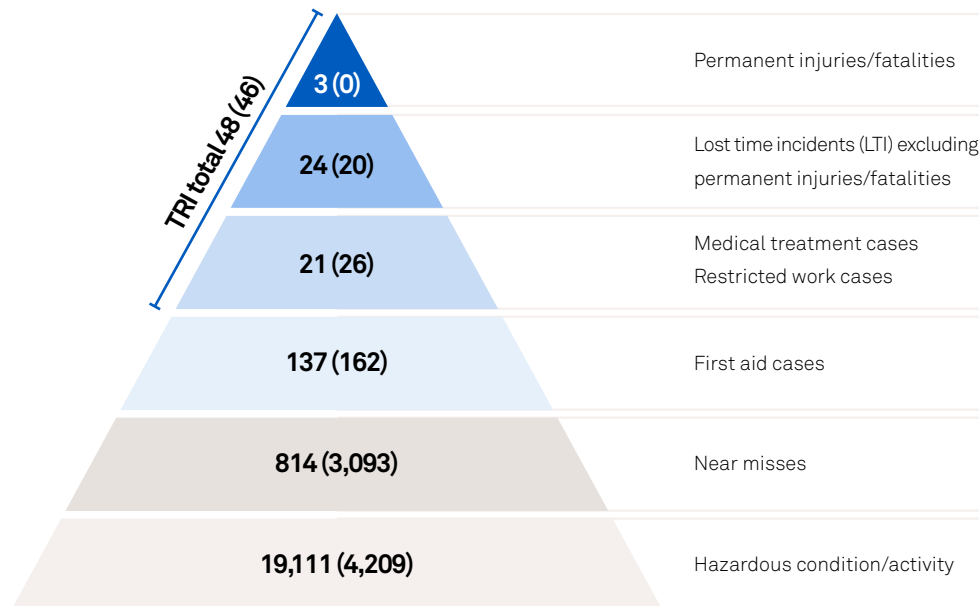 TRI total 48 (46)
3 (0)
Permanent injuries/fatalities
24 (20)
Lost time incidents (LTI) excluding
permanent injuries/fatalities
21 (26)
Medical treatment cases
Restricted work cases
137 (162)
First aid cases
814 (3,093)
Near misses
19,111 (4,209)
Hazardous condition/activity